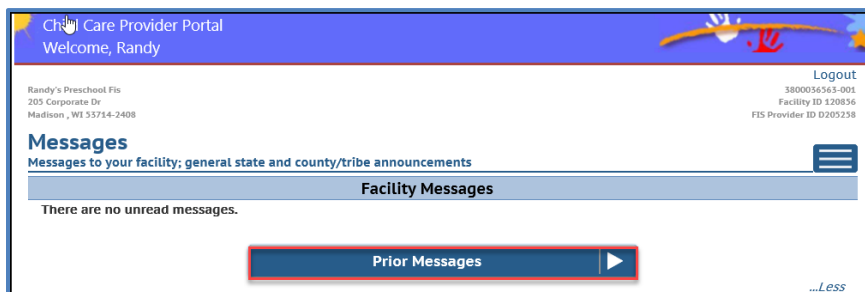 Child Care Provider Portal
Welcome, Randy
Logout
Randy's Preschool Fis
205 Corporate Dr
Madison , WI 53714-2408
3800036563-001
Facility ID 120836
FIS Provider ID D205258
Messages
Messages to your facility; general state and county/tribe announcements
Facility Messages
There are no unread messages.
Prior Messages
...Less